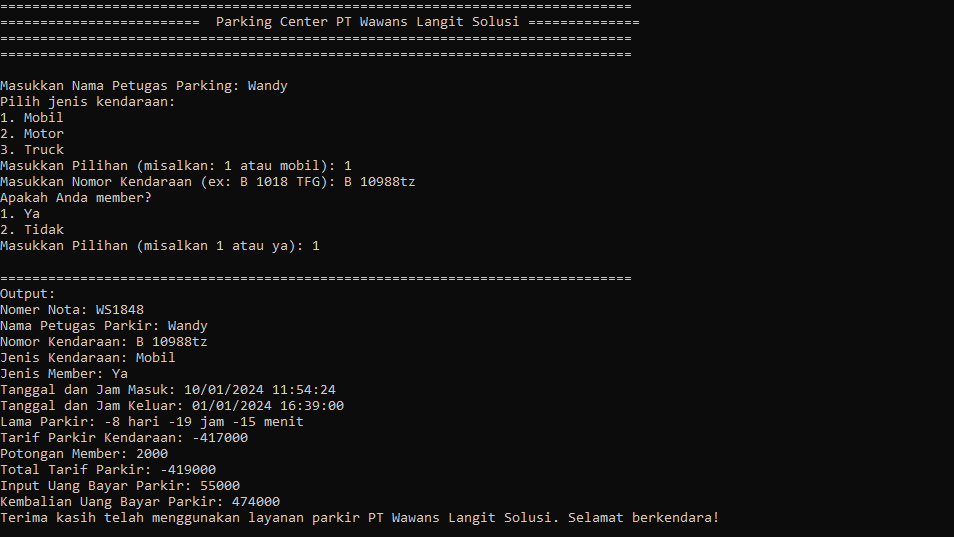 ===============================================================================
=========================  Parking Center PT Wawans Langit Solusi ==============
===============================================================================
===============================================================================
Masukkan Nama Petugas Parking: Wandy
Pilih jenis kendaraan:
1. Mobil
2. Motor
3. Truck
Masukkan Pilihan (misalkan: 1 atau mobil): 1
Masukkan Nomor Kendaraan (ex: B 1018 TFG): B 10988tz
Apakah Anda member?
1. Ya
2. Tidak
Masukkan Pilihan (misalkan 1 atau ya): 1
===============================================================================
Output:
Nomer Nota: WS1848
Nama Petugas Parkir: Wandy
Nomor Kendaraan: B 10988tz
Jenis Kendaraan: Mobil
Jenis Member: Ya
Tanggal dan Jam Masuk: 10/01/2024 11:54:24
Tanggal dan Jam Keluar: 01/01/2024 16:39:00
Lama Parkir: -8 hari -19 jam -15 menit
Tarif Parkir Kendaraan: -417000
Potongan Member: 2000
Total Tarif Parkir: -419000
Input Uang Bayar Parkir: 55000
Kembalian Uang Bayar Parkir: 474000
Terima kasih telah menggunakan layanan parkir PT Wawans Langit Solusi. Selamat berkendara!